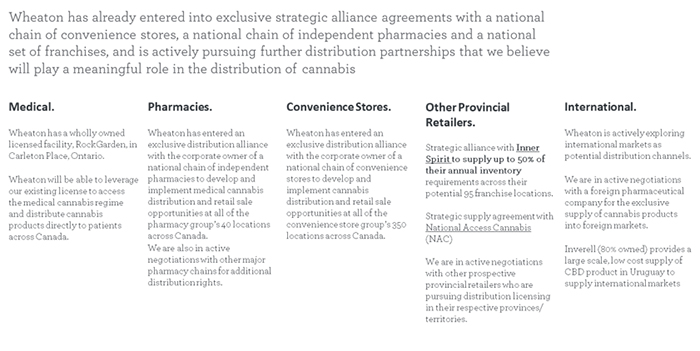 Wheaton has already entered into exclusive strategic alliance agreements with a national
chain of convenience stores, a national chain of independent pharmacies and a national
set of franchises, and is actively pursuing further distribution partnerships that we believe
will play a meaningful role in the distribution of cannabis
Medical.
Wheaton has a wholly owned
licensed facility, RockGarden, in
Carleton Place, Ontario.
Wheaton will be able to leverage
our existing license to access
the medical cannabis regime
and distribute cannabis
products directly to patients
across Canada.
Pharmacies.
Wheaton has entered an
exclusive distribution alliance
with the corporate owner of a
national chain of independent
pharmacies to develop and
implement medical cannabis
distribution and retail sale
opportunities at all of the
pharmacy group's 40 locations
across Canada.
We are also in active
negotiations with other major
pharmacy chains for additional
distribution rights.
Convenience Stores.
Wheaton has entered an
exclusive distribution alliance
with the corporate owner of a
national chain of convenience
stores to develop and
implement cannabis
distribution and retail sale
opportunities at all of the
convenience store group's 350
locations across Canada.
Other Provincial
Retailers.
Strategic alliance with Inner
Spirit to supply up to 50% of
their annual inventory
requirements across their
potential 95 franchise locations.
Strategic supply agreement with
National Access Cannabis
(NAC)
We are in active negotiations
with other prospective
provincial retailers who are
pursuing distribution licensing
in their respective provinces/
territories.
International.
Wheaton is actively exploring
international markets as
potential distribution channels.
We are in active negotiations
with a foreign pharmaceutical
company for the exclusive
supply of cannabis products
into foreign markets.
Inverell (80% owned) provides a
large scale, low cost supply of
CBD product in Uruguay to
supply international markets